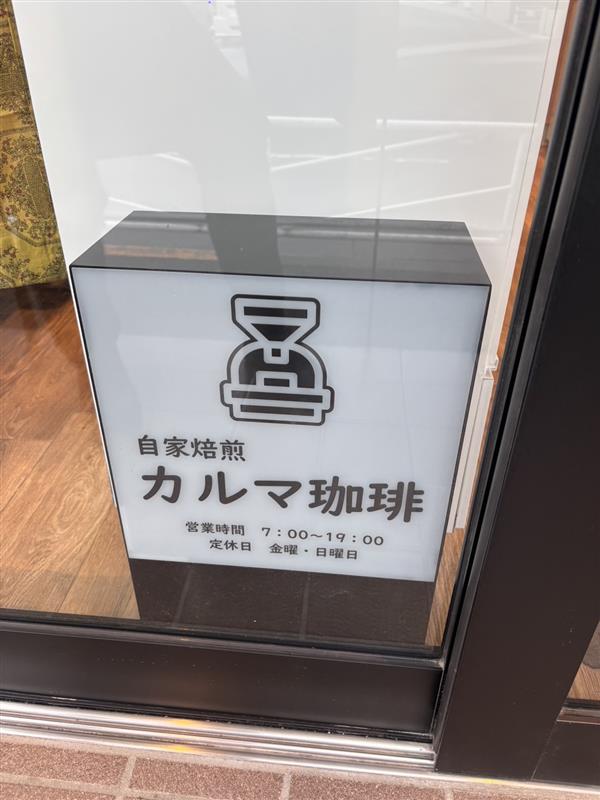 自家焙煎
カルマ珈琲
営業時間　7:00〜19:00
定休日　金曜・日曜日